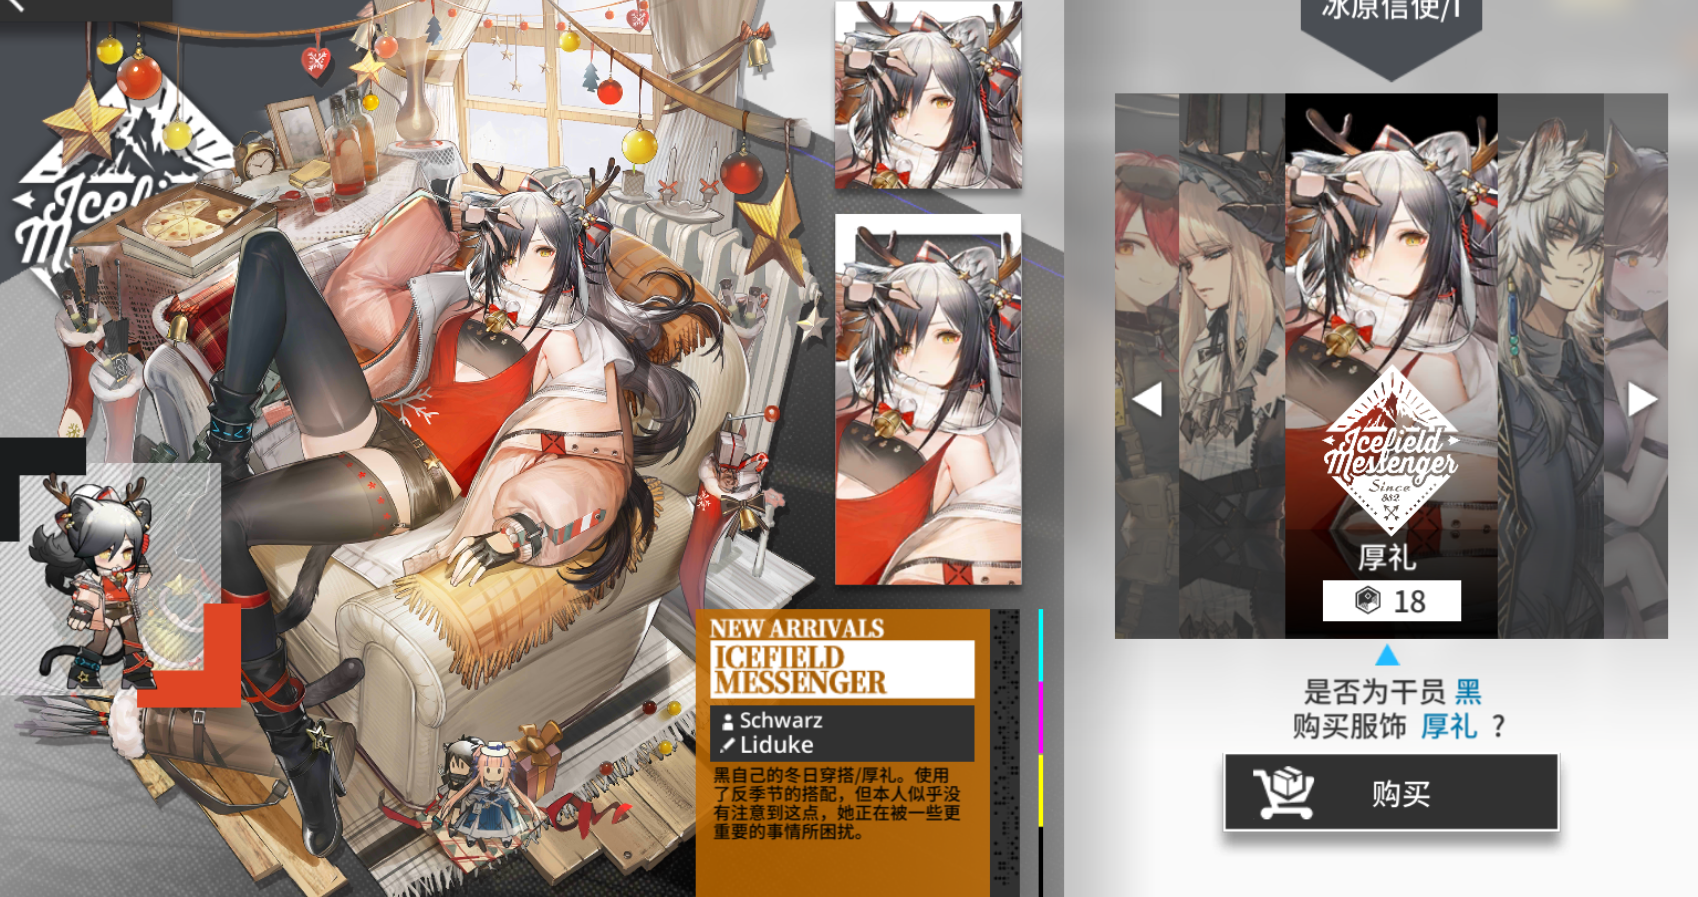 Icefi
M
NEW ARRIVALS
ICEFIELD
MESSENGER
Schwarz
Liduke
黑自己的冬日穿搭/厚礼。使用
了反季节的搭配，但本人似乎没
有注意到这点，她正在被一些更
重要的事情所困扰。
冰原信使/I
Icefield
Messenger
Since
882
厚礼
18
是否为干员 黑
购买服饰 厚礼 ？
购买